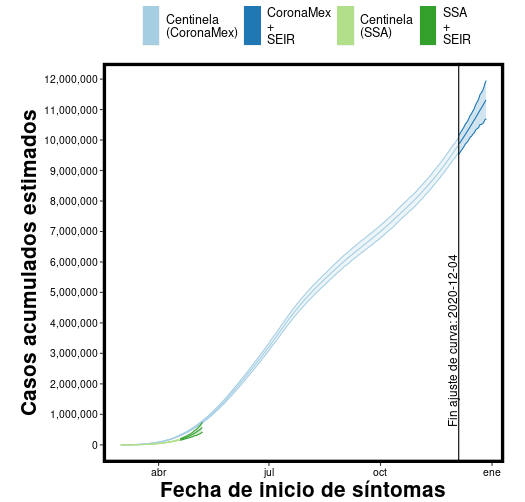 Centinela
(CoronaMex)
CoronaMex
+
SEIR
Centinela
(SSA)
SSA
+
SEIR
Casos acumulados estimados
12,000,000
11,000,000
10,000,000
9,000,000
8,000,000
7,000,000
6,000,000
5,000,000
4,000,000
3,000,000
2,000,000
1,000,000
0
Fin ajuste de curva: 2020-12-04
abr
jul
oct
ene
Fecha de inicio de síntomas